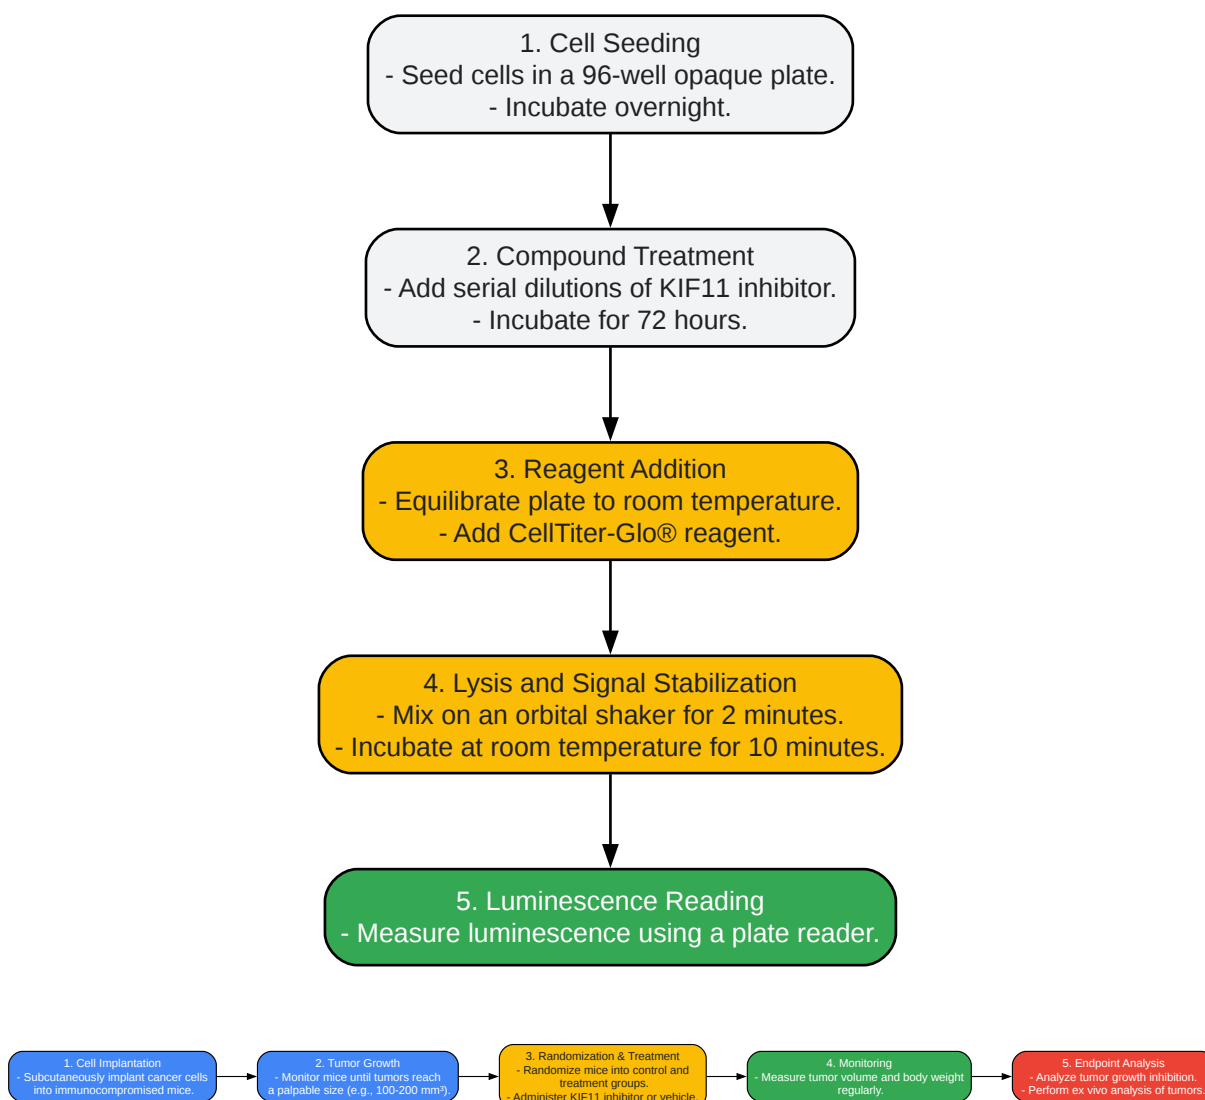 1. Cell Seeding
- Seed cells in a 96-well opaque plate.
- Incubate overnight.
2. Compound Treatment
- Add serial dilutions of KIF11 inhibitor.
- Incubate for 72 hours.
3. Reagent Addition
- Equilibrate plate to room temperature.
- Add CellTiter-Glo® reagent.
4. Lysis and Signal Stabilization
- Mix on an orbital shaker for 2 minutes.
- Incubate at room temperature for 10 minutes.
5. Luminescence Reading
- Measure luminescence using a plate reader.
1. Cell Implantation
- Subcutaneously implant cancer cells
into immunocompromised mice.
2. Tumor Growth
- Monitor mice until tumors reach
a palpable size (e.g., 100-200 mm³).
3. Randomization & Treatment
- Randomize mice into control and
treatment groups.
- Administer KIF11 inhibitor or vehicle.
4. Monitoring
- Measure tumor volume and body weight
regularly.
5. Endpoint Analysis
- Analyze tumor growth inhibition.
- Perform ex vivo analysis of tumors.